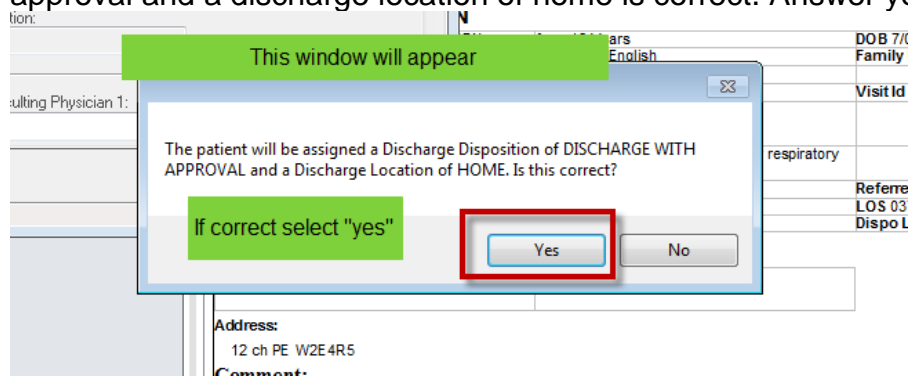 approval and a discharge location of home is correct. Answer
tion:
N
ars
DOB 7/0
This window will appear
English
Family
ulting Physician 1:
Visit Id
The patient will be assigned a Discharge Disposition of DISCHARGE WITH
respiratory
APPROVAL and a Discharge Location of HOME. Is this correct?
Referre
If correct select "yes"
LOS 03
Dispo L
Yes
No
Address:
12 ch PE W2E4R5
Comment: